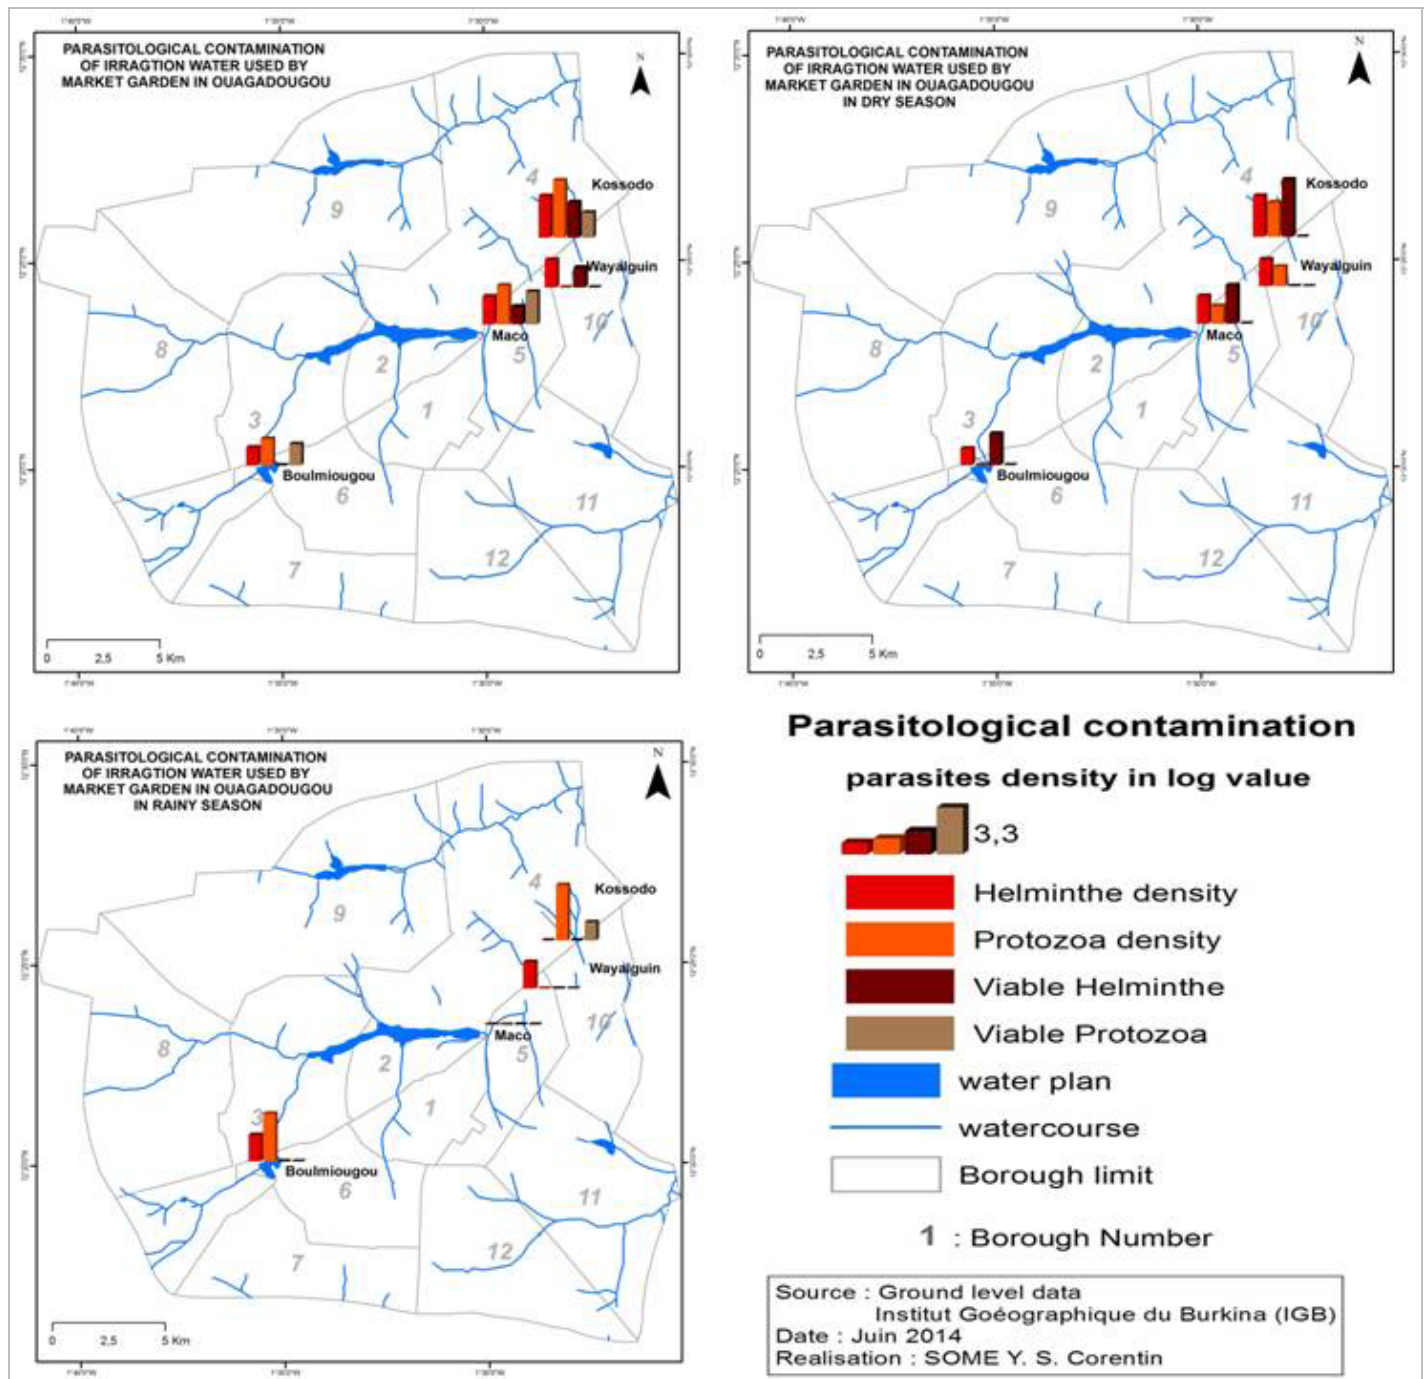 PARASITOLOGICAL CONTAMINATION
OF IRRAGTION WATER USED BY
MARKET GARDEN IN OUAGADOUGOU
N
4
Kossodo
9
Wayalguin
10
Maco
8
2
5
1
3
Boulmiougou
6
11
12
7
0 2,5 5 Km
PARASITOLOGICAL CONTAMINATION
OF IRRAGTION WATER USED BY
MARKET GARDEN IN OUAGADOUGOU
IN DRY SEASON
N
4
Kossodo
9
Wayalguin
10
Maco
8
2
5
1
3
Boulmiougou
6
11
12
7
0 2,5 5 Km
PARASITOLOGICAL CONTAMINATION
OF IRRAGTION WATER USED BY
MARKET GARDEN IN OUAGADOUGOU
IN RAINY SEASON
N
4
Kossodo
9
Wayalguin
10
Maco
8
2
5
1
3
Boulmiougou
6
11
12
7
0 2,5 5 Km
Parasitological contamination
parasites density in log value
3,3
Helminthe density
Protozoa density
Viable Helminthe
Viable Protozoa
water plan
watercourse
Borough limit
1 : Borough Number
Source : Ground level data
Institut Goéographique du Burkina (IGB)
Date : Juin 2014
Realisation : SOME Y. S. Corentin